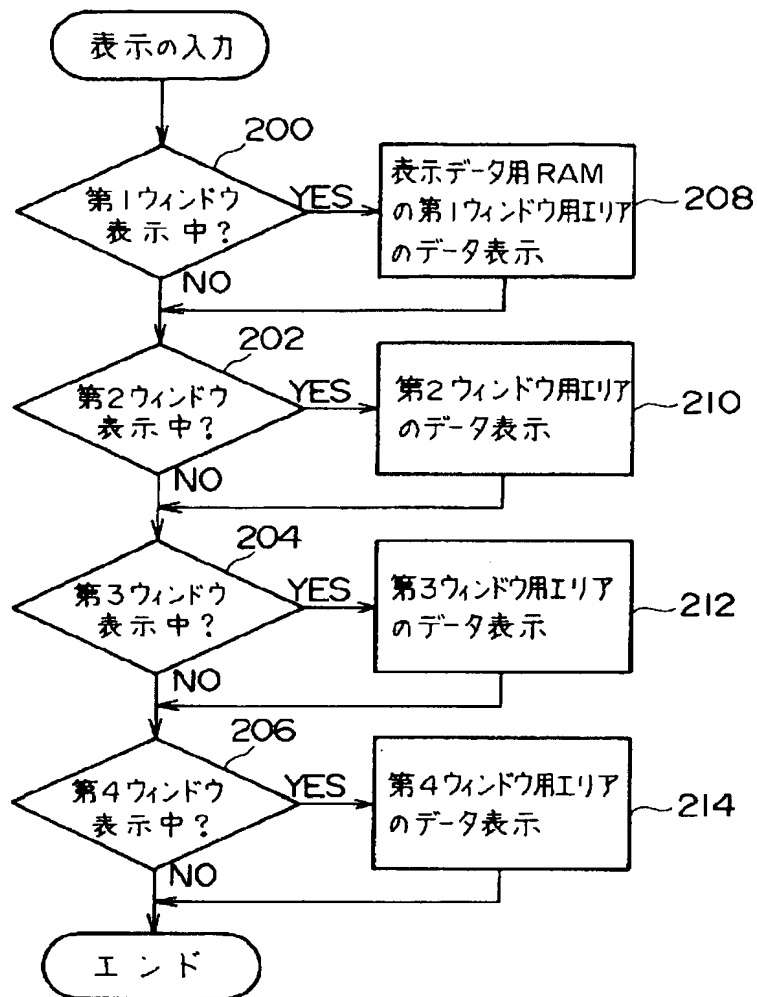 表示の入力
200
第1ウィンドウ
表示中?
YES
表示データ用RAM
の第1ウィンドウ用エリア
のデータ表示
208
NO
202
第2ウィンドウ
表示中?
YES
第2ウィンドウ用エリア
のデータ表示
210
NO
204
第3ウィンドウ
表示中?
YES
第3ウィンドウ用エリア
のデータ表示
212
NO
206
第4ウィンドウ
表示中?
YES
第4ウィンドウ用エリア
のデータ表示
214
NO
エンド